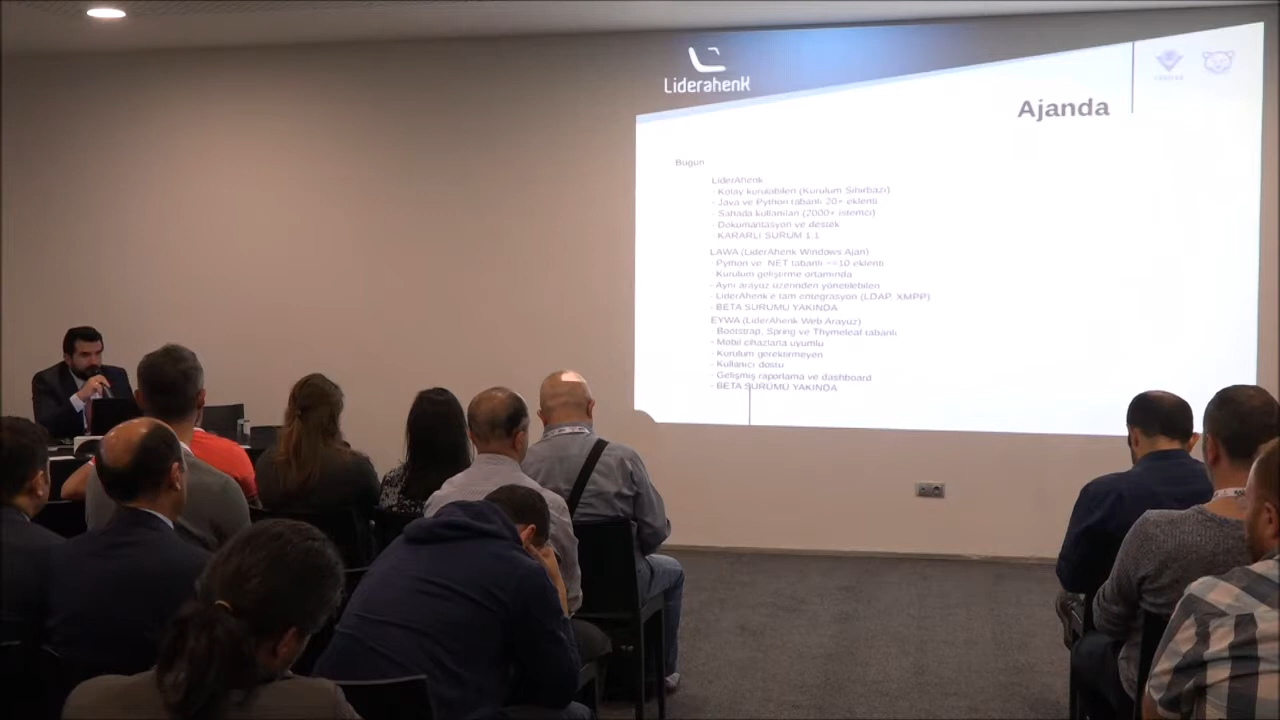 Liderahenk
Ajanda
Bugün
LiderAhenk
- Kolay kurulabilen (Kurulum Sihirbazı)
- Java ve Python tabanlı 20+ eklenti
- Sahada kullanılan (2000+ istemci)
- Dokümantasyon ve destek
- KARARLI SÜRÜM 1.1
LAWA (LiderAhenk Windows Ajan)
- Python ve .NET tabanlı ~=10 eklenti
- Kurulum geliştirme ortamında
- Aynı arayüz üzerinden yönetilebilen
- LiderAhenk'e tam entegrasyon (LDAP, XMPP)
- BETA SÜRÜMÜ YAKINDA
EYWA (LiderAhenk Web Arayüz)
- Bootstrap, Spring ve Thymeleaf tabanlı
- Mobil cihazlarla uyumlu
- Kurulum gerektirmeyen
- Kullanıcı dostu
- Gelişmiş raporlama ve dashboard
- BETA SÜRÜMÜ YAKINDA